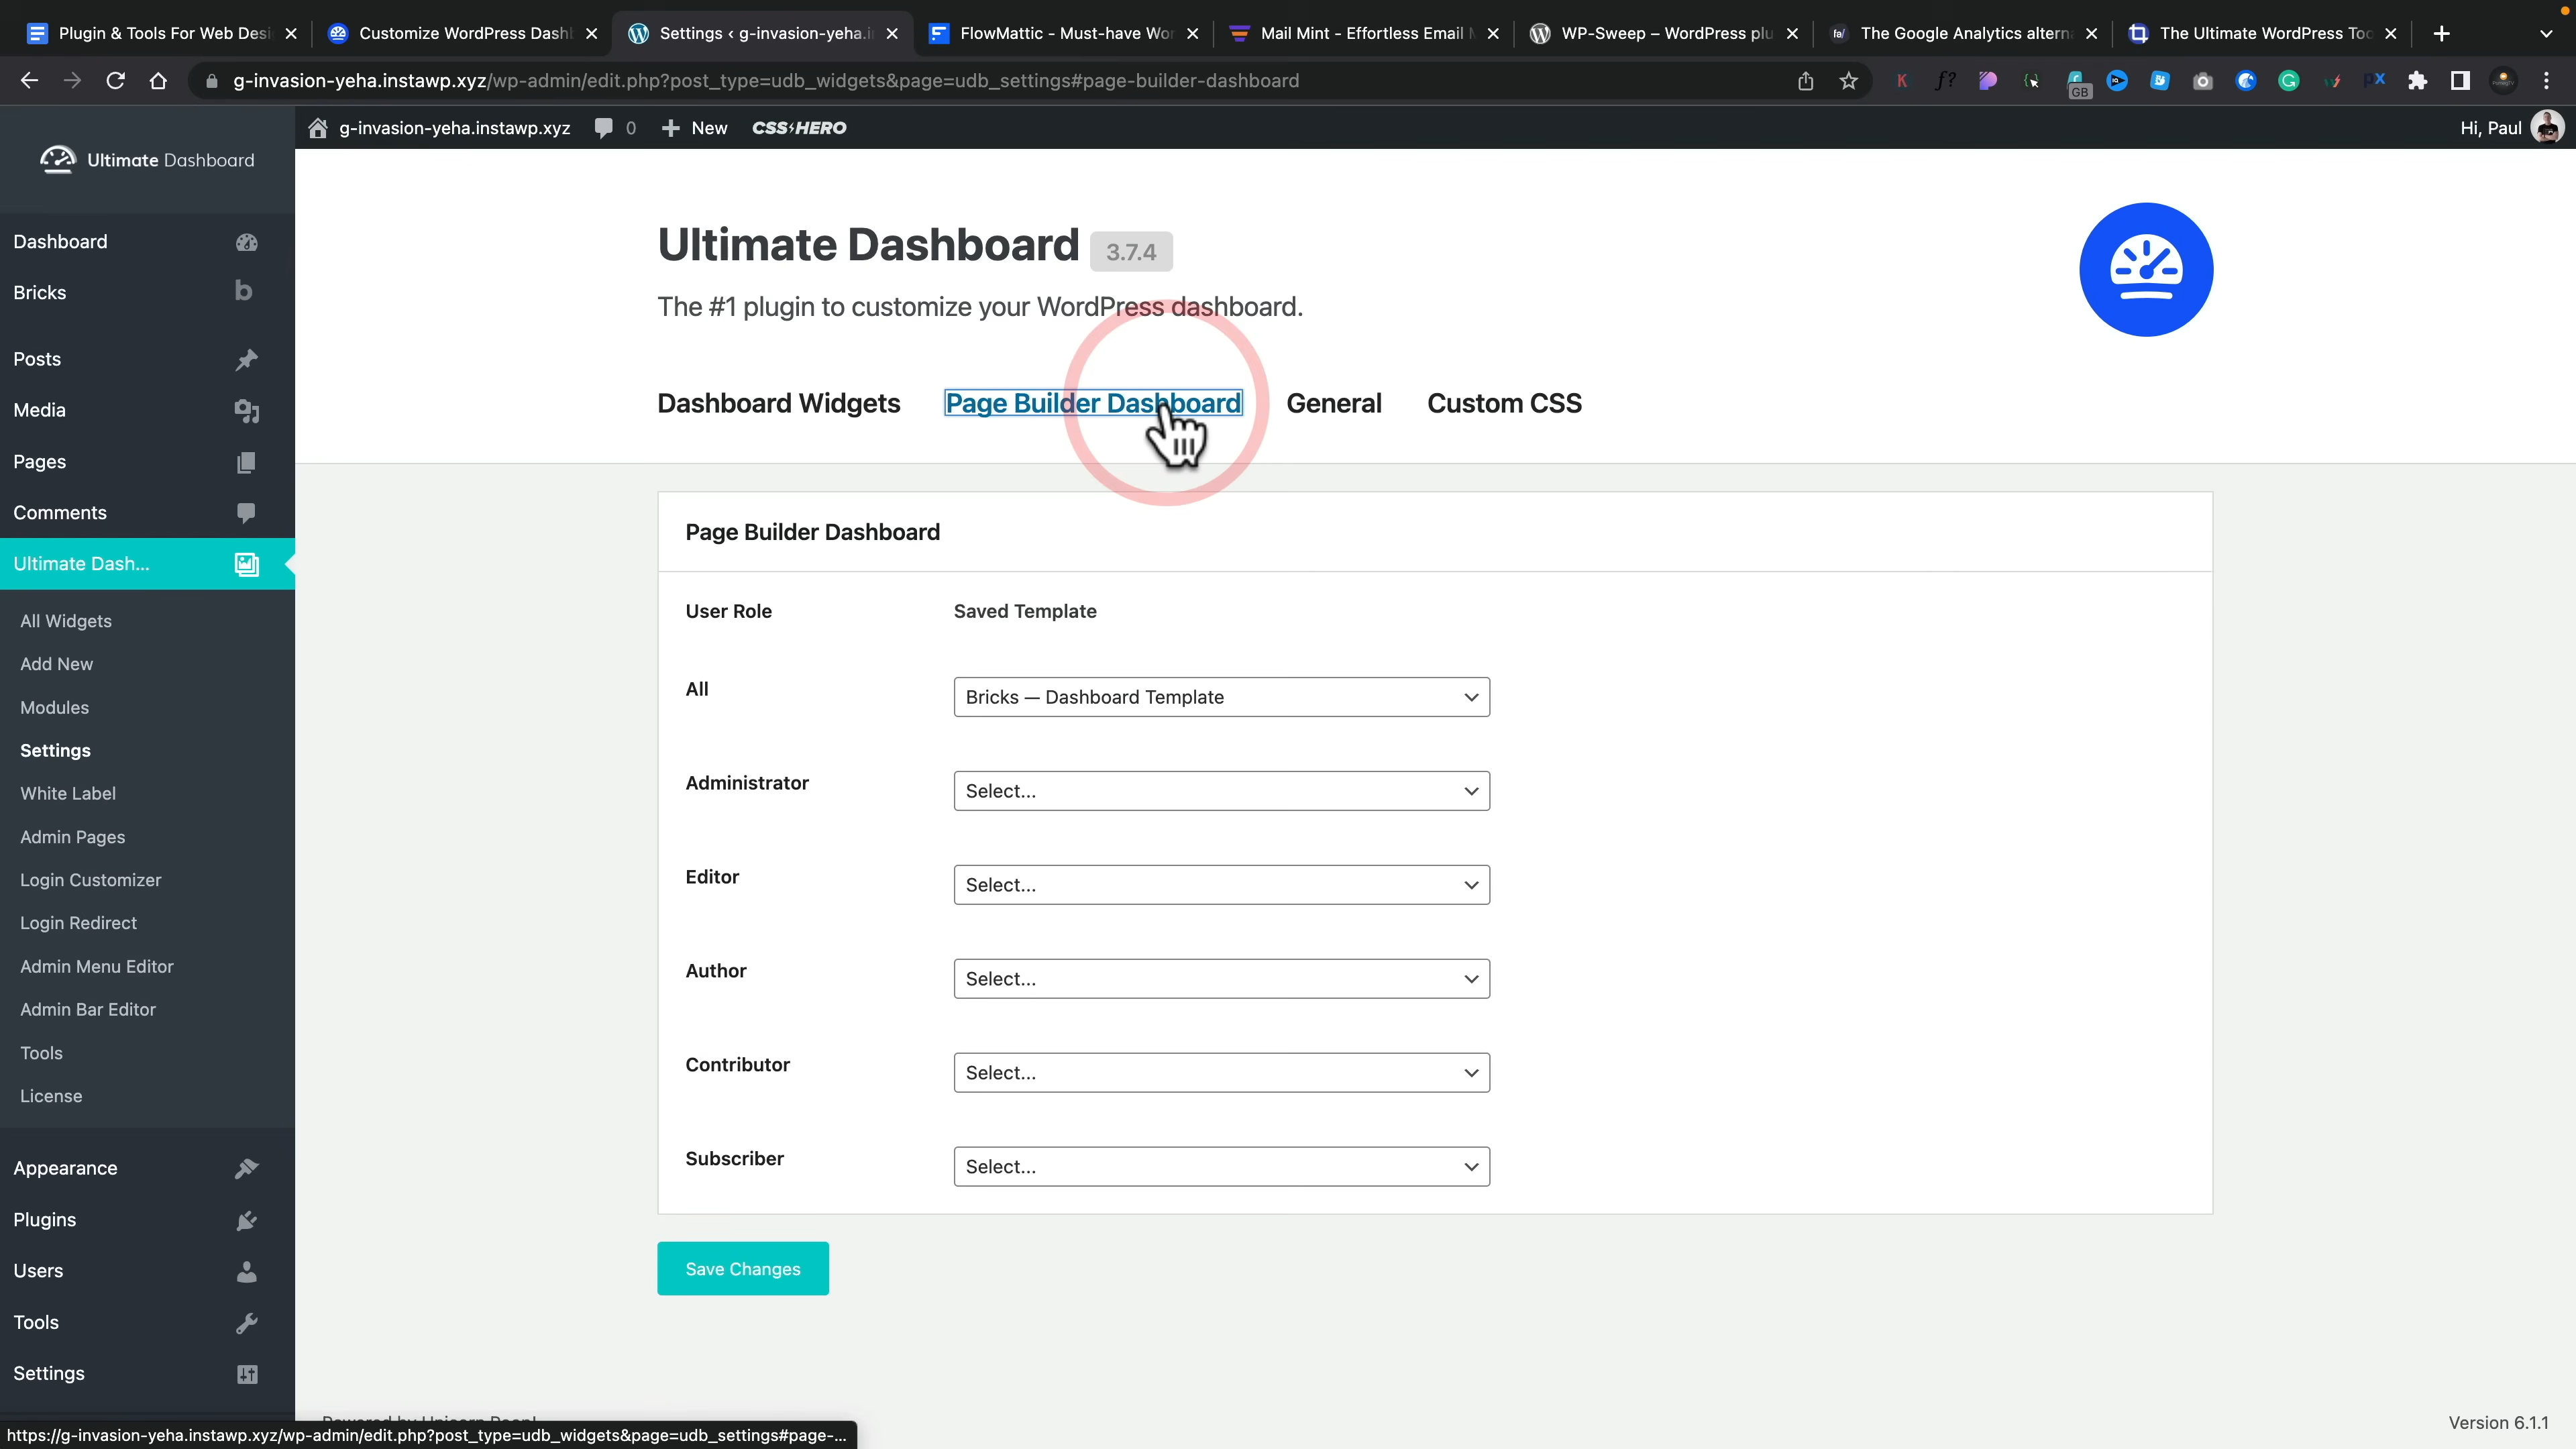 Plugin & Tools For Web Desi
Customize WordPress Dashb
Settings ‹ g-invasion-yeha.in
FlowMattic - Must-have Wor
Mail Mint - Effortless Email M
WP-Sweep – WordPress plu
fa/
The Google Analytics alterna
The Ultimate WordPress Too
g-invasion-yeha.instawp.xyz/wp-admin/edit.php?post_type=udb_widgets&page=udb_settings#page-builder-dashboard
GB
g-invasion-yeha.instawp.xyz
0
New
CSS HERO
Hi, Paul
Ultimate Dashboard
Dashboard
Bricks
Posts
Media
Pages
Comments
Ultimate Dash...
All Widgets
Add New
Modules
Settings
White Label
Admin Pages
Login Customizer
Login Redirect
Admin Menu Editor
Admin Bar Editor
Tools
License
Appearance
Plugins
Users
Tools
Settings
Ultimate Dashboard 3.7.4
The #1 plugin to customize your WordPress dashboard.
Dashboard Widgets
Page Builder Dashboard
General
Custom CSS
Page Builder Dashboard
User Role
Saved Template
All
Bricks — Dashboard Template
Administrator
Select...
Editor
Select...
Author
Select...
Contributor
Select...
Subscriber
Select...
Save Changes
Version 6.1.1
https://g-invasion-yeha.instawp.xyz/wp-admin/edit.php?post_type=udb_widgets&page=udb_settings#page-...